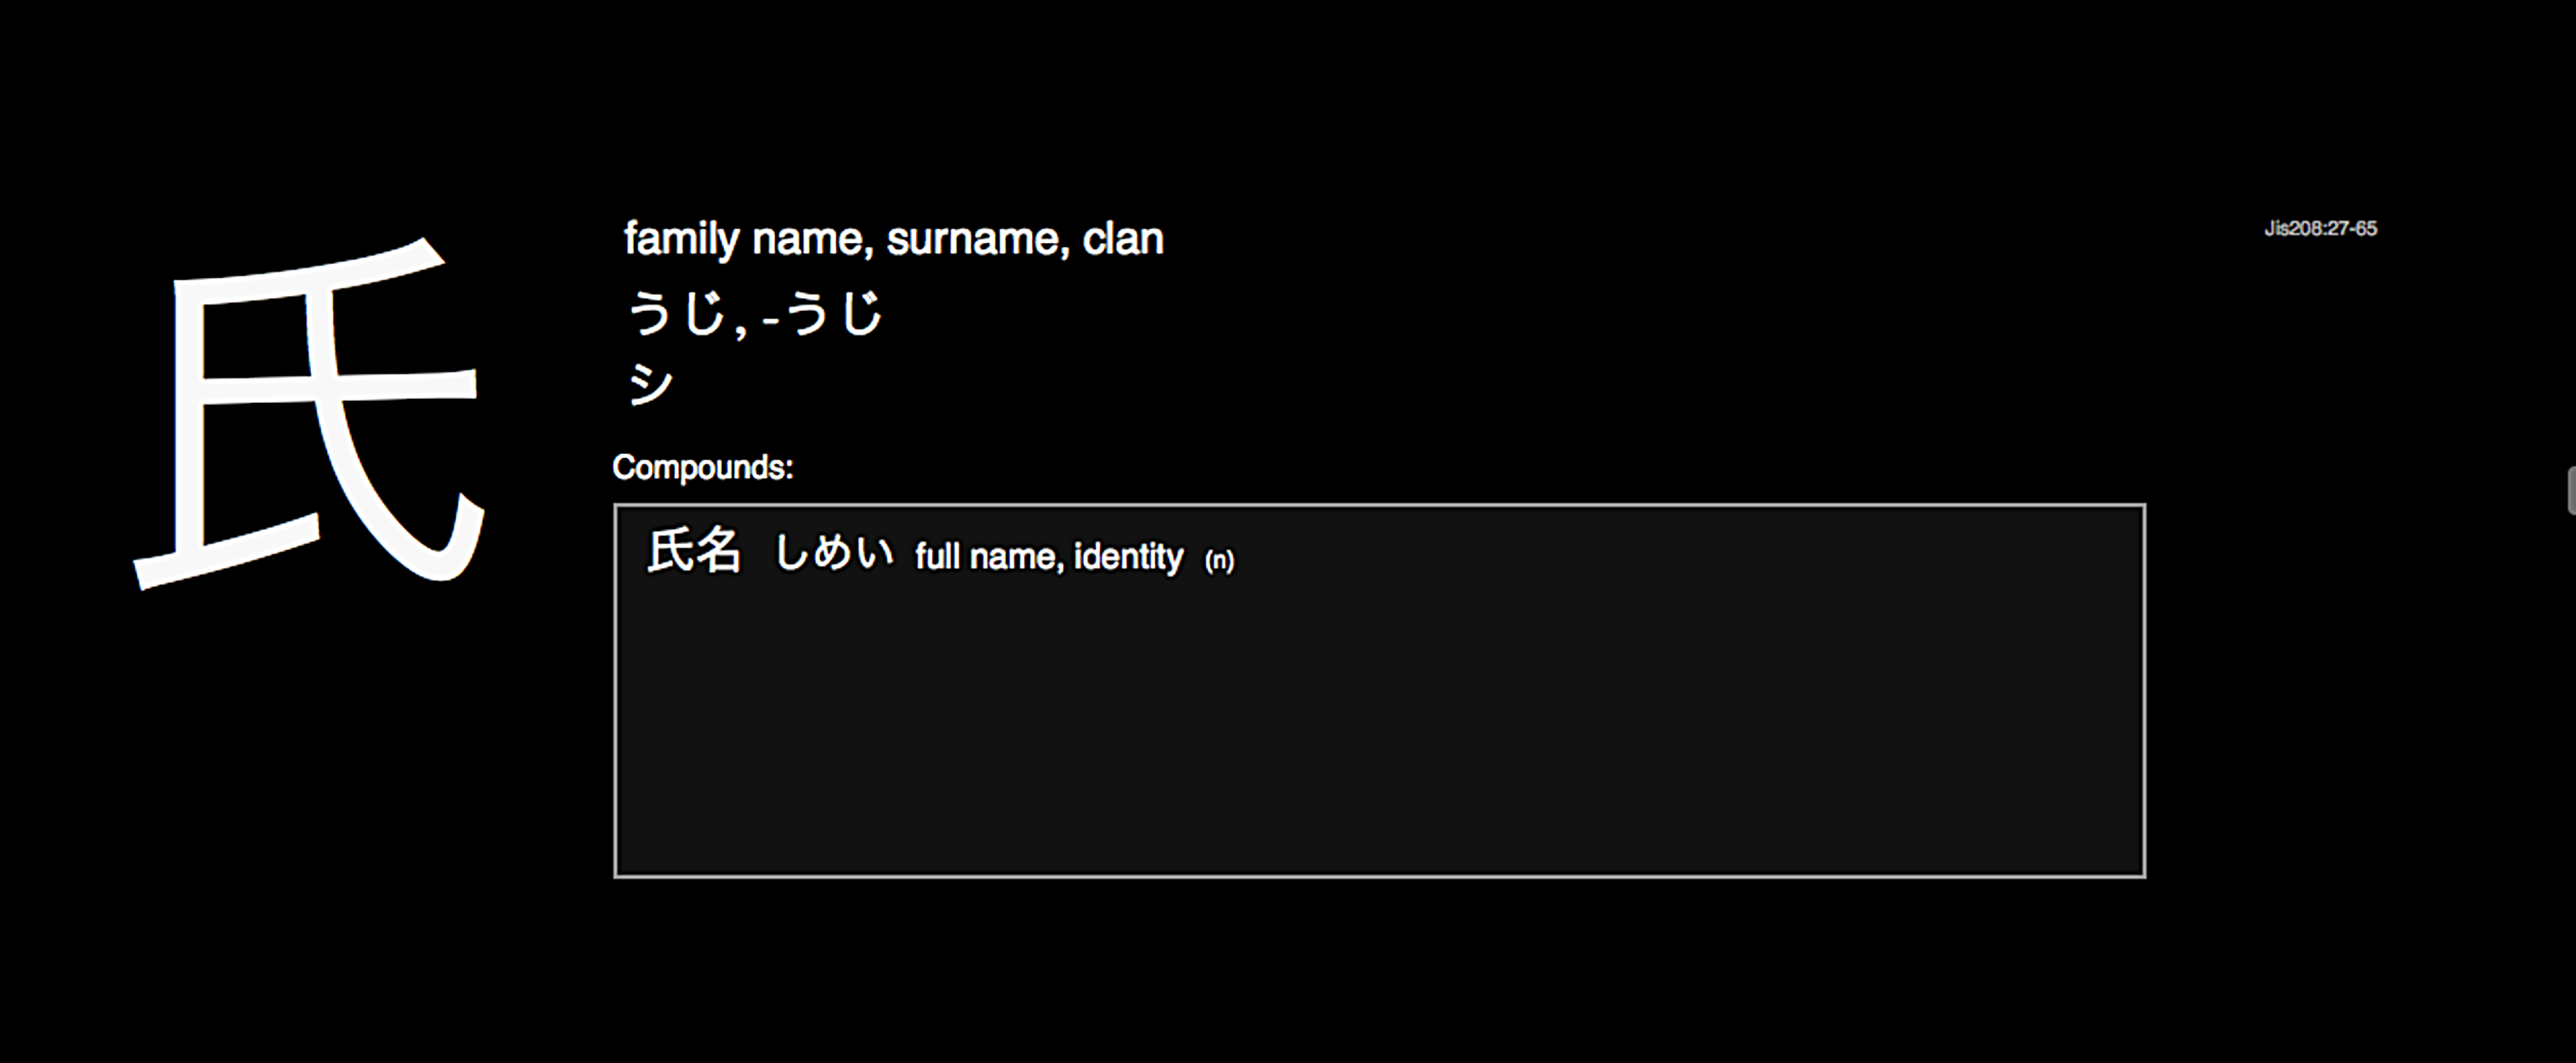 氏
family name, surname, clan
うじ, -うじ
シ
Jis208:27-65
Compounds:
氏名 しめい full name, identity (n)